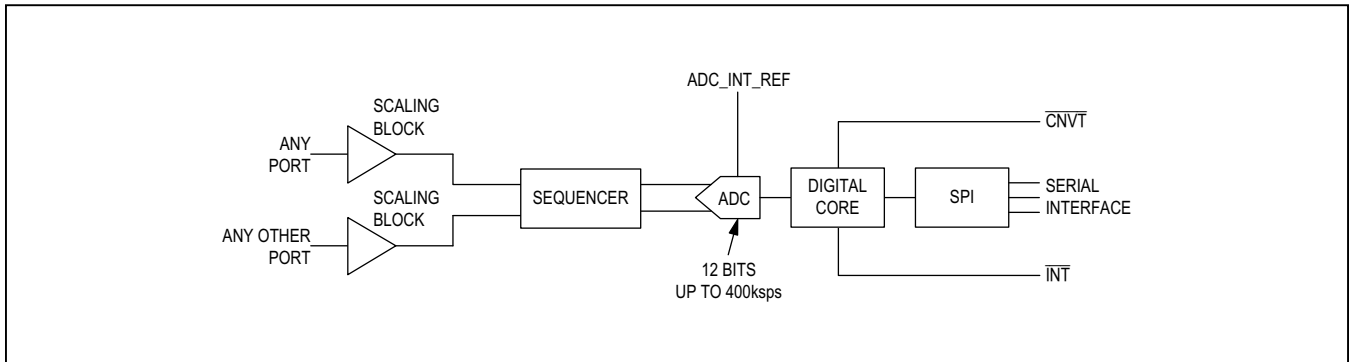 ADC_INT_REF
SCALING
BLOCK
CNVT
ANY
PORT
SEQUENCER
ADC
DIGITAL
CORE
SPI
SERIAL
INTERFACE
SCALING
BLOCK
ANY OTHER
PORT
12 BITS
UP TO 400ksps
INT